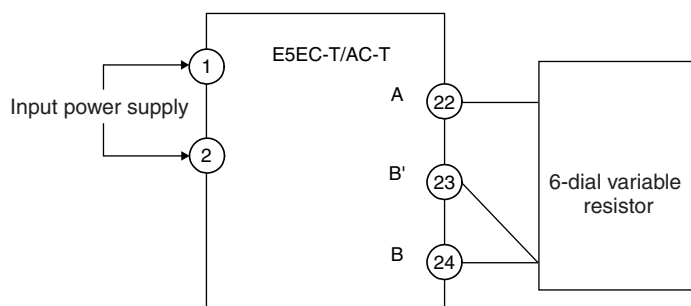 E5EC-T/AC-T
1
A
22
Input power supply
2
B'
23
6-dial variable
resistor
B
24